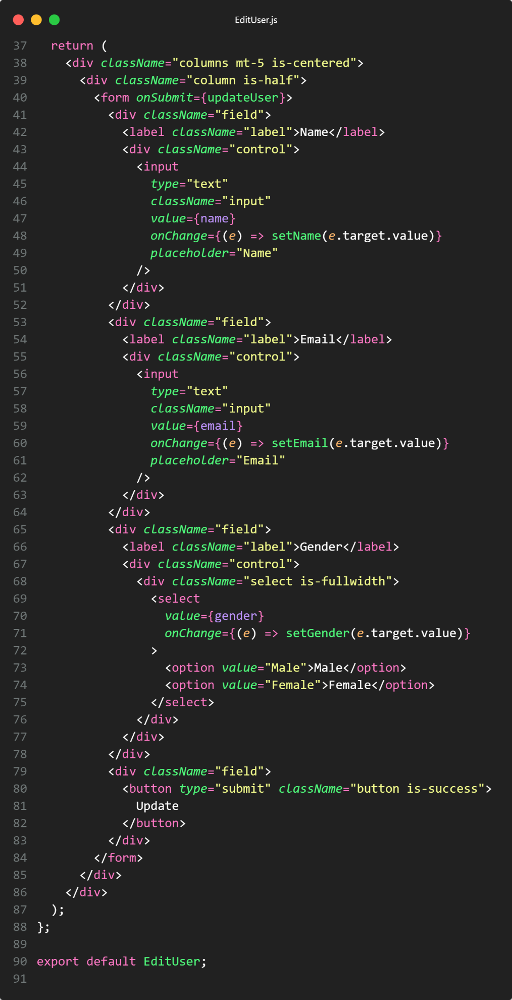 EditUser.js
37   return (
38     <div className="columns mt-5 is-centered">
39       <div className="column is-half">
40         <form onSubmit={updateUser}>
41           <div className="field">
42             <label className="label">Name</label>
43             <div className="control">
44               <input
45                 type="text"
46                 className="input"
47                 value={name}
48                 onChange={(e) => setName(e.target.value)}
49                 placeholder="Name"
50               />
51             </div>
52           </div>
53           <div className="field">
54             <label className="label">Email</label>
55             <div className="control">
56               <input
57                 type="text"
58                 className="input"
59                 value={email}
60                 onChange={(e) => setEmail(e.target.value)}
61                 placeholder="Email"
62               />
63             </div>
64           </div>
65           <div className="field">
66             <label className="label">Gender</label>
67             <div className="control">
68               <div className="select is-fullwidth">
69                 <select
70                   value={gender}
71                   onChange={(e) => setGender(e.target.value)}
72                 >
73                   <option value="Male">Male</option>
74                   <option value="Female">Female</option>
75                 </select>
76               </div>
77             </div>
78           </div>
79           <div className="field">
80             <button type="submit" className="button is-success">
81               Update
82             </button>
83           </div>
84         </form>
85       </div>
86     </div>
87   );
88 };
89
90 export default EditUser;
91